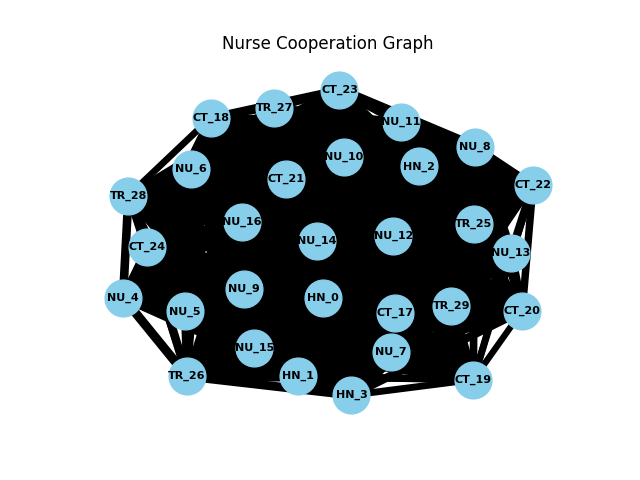 Nurse Cooperation Graph
CT_23
TR_27
CT_18
NU_11
NU_8
NU_10
HN_2
NU_6
CT_21
CT_22
TR_28
NU_16
TR_25
NU_12
NU_14
CT_24
NU_13
NU_9
NU_4
HN_0
TR_29
NU_5
CT_17
CT_20
NU_15
NU_7
TR_26
HN_1
CT_19
HN_3